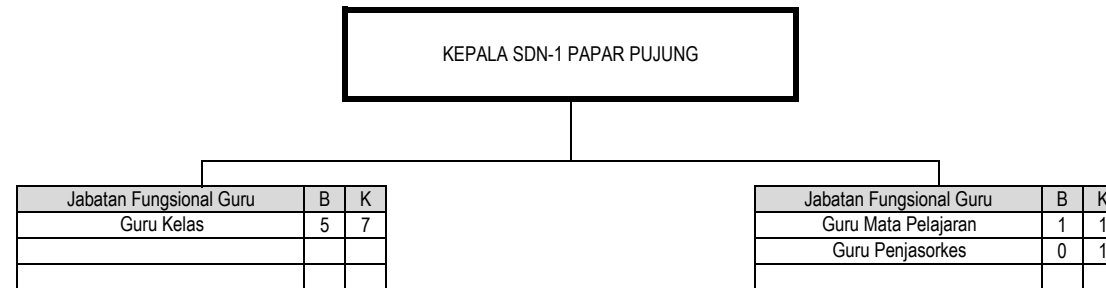 KEPALA SDN-1 PAPAR PUJUNG
Jabatan Fungsional Guru B K
Guru Kelas 5 7
Jabatan Fungsional Guru B K
Guru Mata Pelajaran 1 1
Guru Penjasorkes 0 1